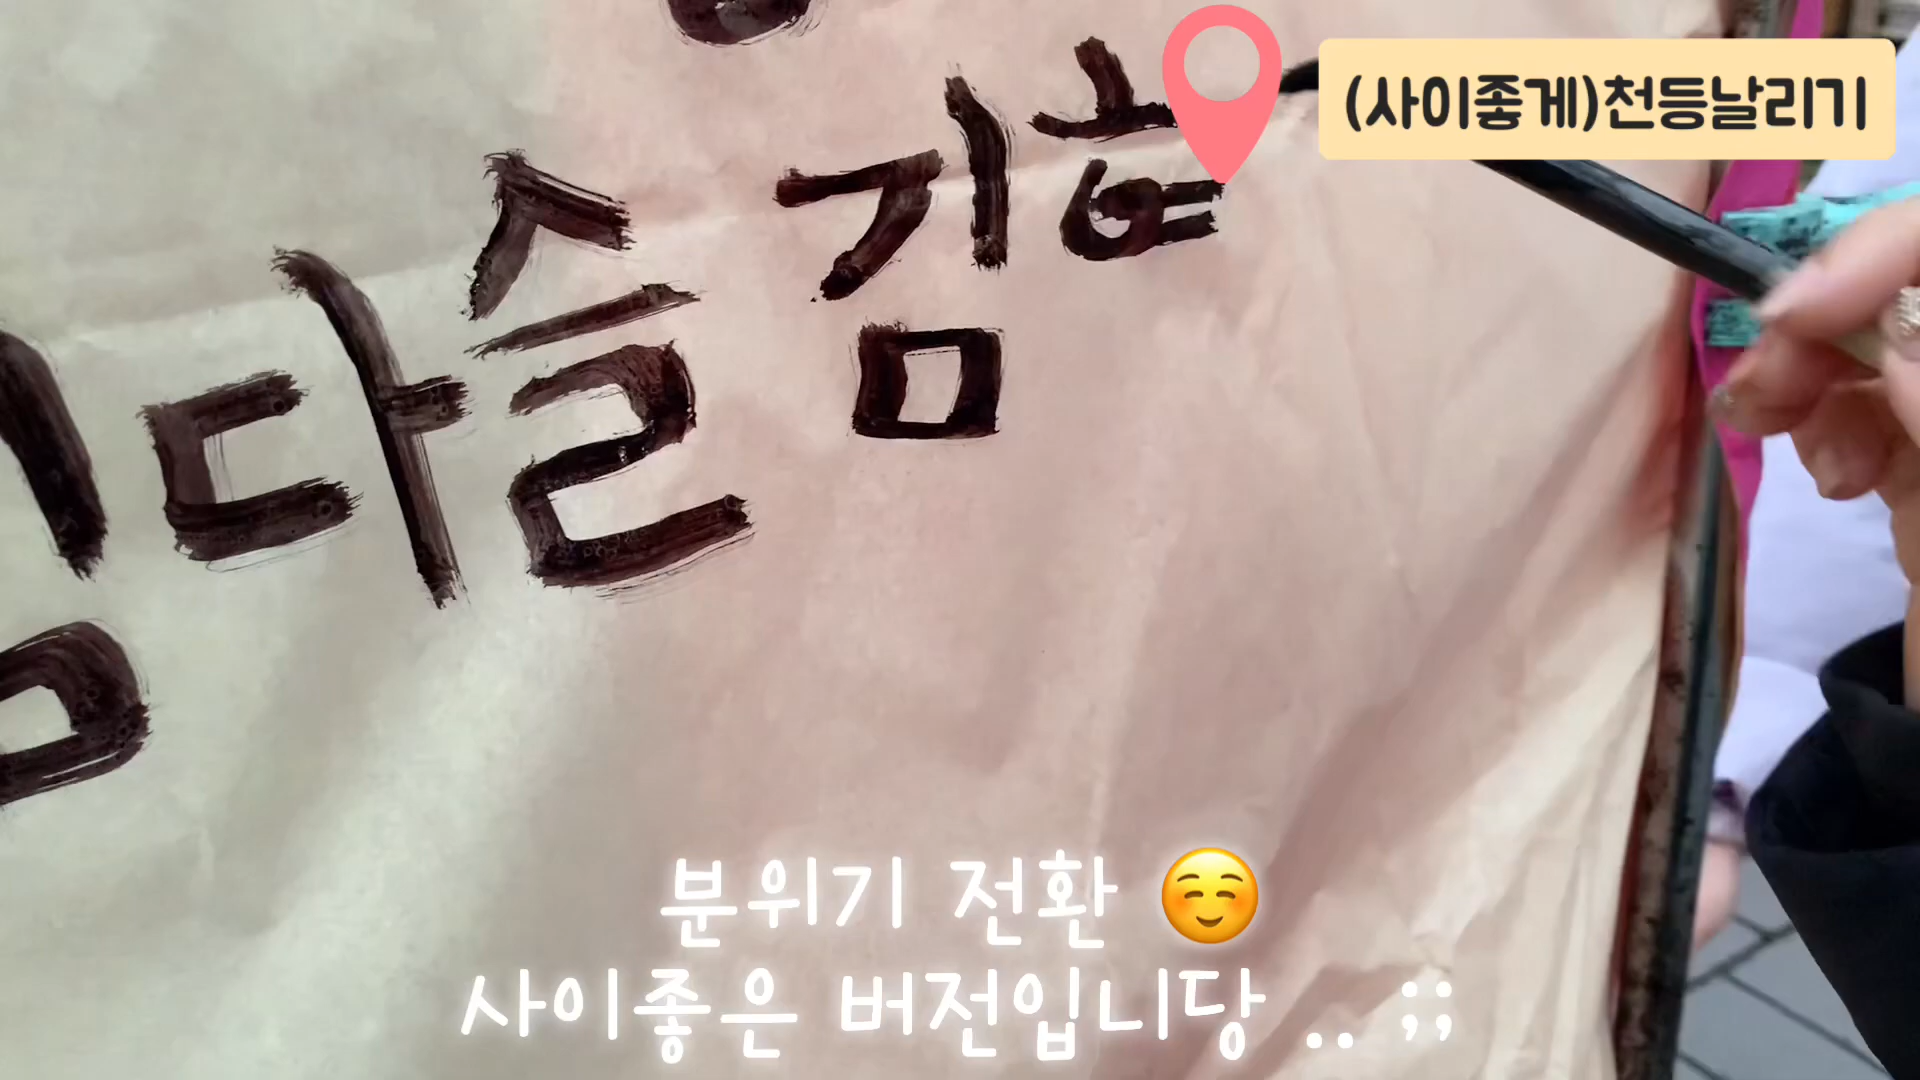 (사이좋게)천등날리기
다슬 김
분위기 전환 ☺️
사이좋은 버전입니당 .. ;;